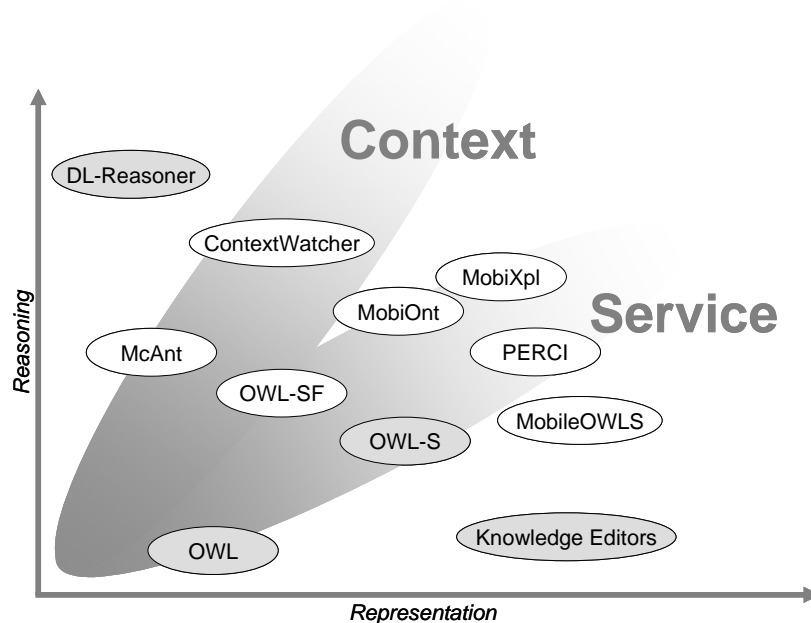 Context
DL-Reasoner
ContextWatcher
MobiXpl
MobiOnt
Service
Reasoning
McAnt
PERCI
OWL-SF
MobileOWLS
OWL-S
Knowledge Editors
OWL
Representation